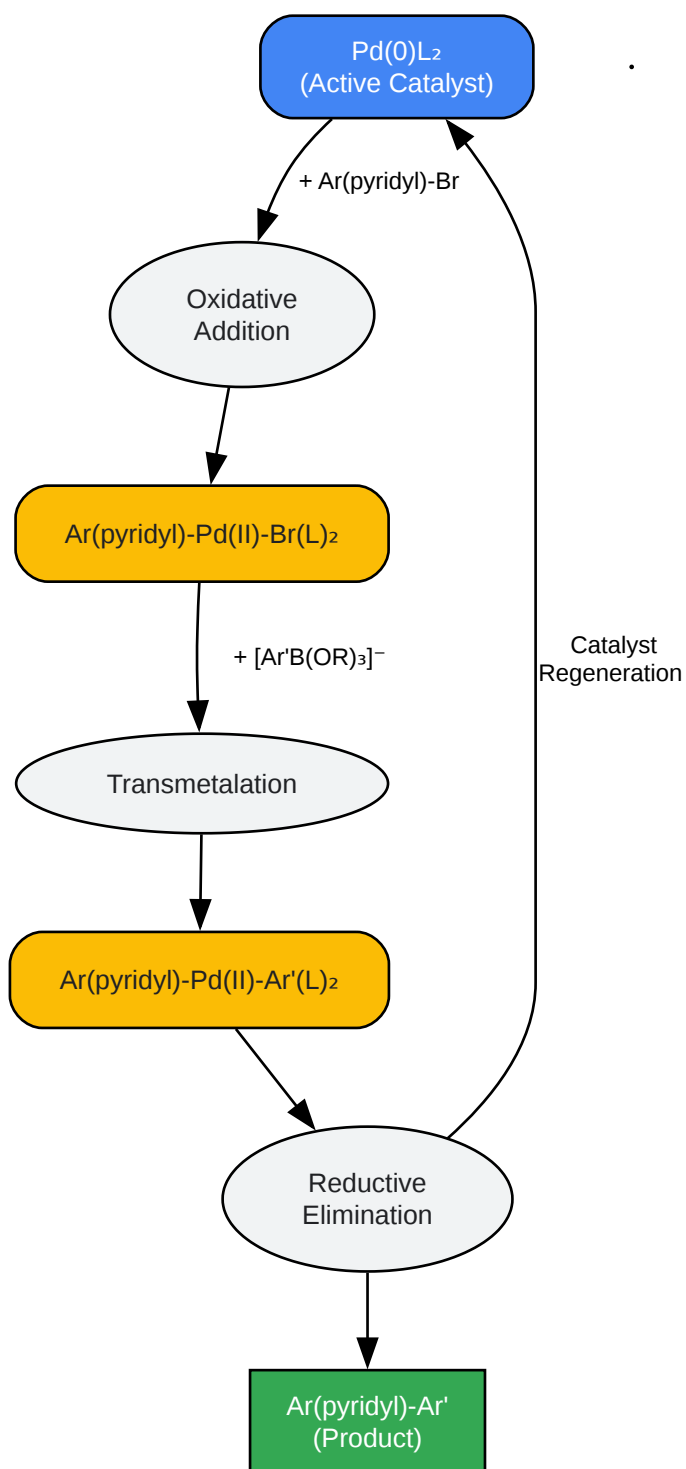 Pd(0)L₂
(Active Catalyst)
.
+ Ar(pyridyl)-Br
Oxidative
Addition
Ar(pyridyl)-Pd(II)-Br(L)₂
+ [Ar'B(OR)₃]⁻
Catalyst
Regeneration
Transmetalation
Ar(pyridyl)-Pd(II)-Ar'(L)₂
Reductive
Elimination
Ar(pyridyl)-Ar'
(Product)